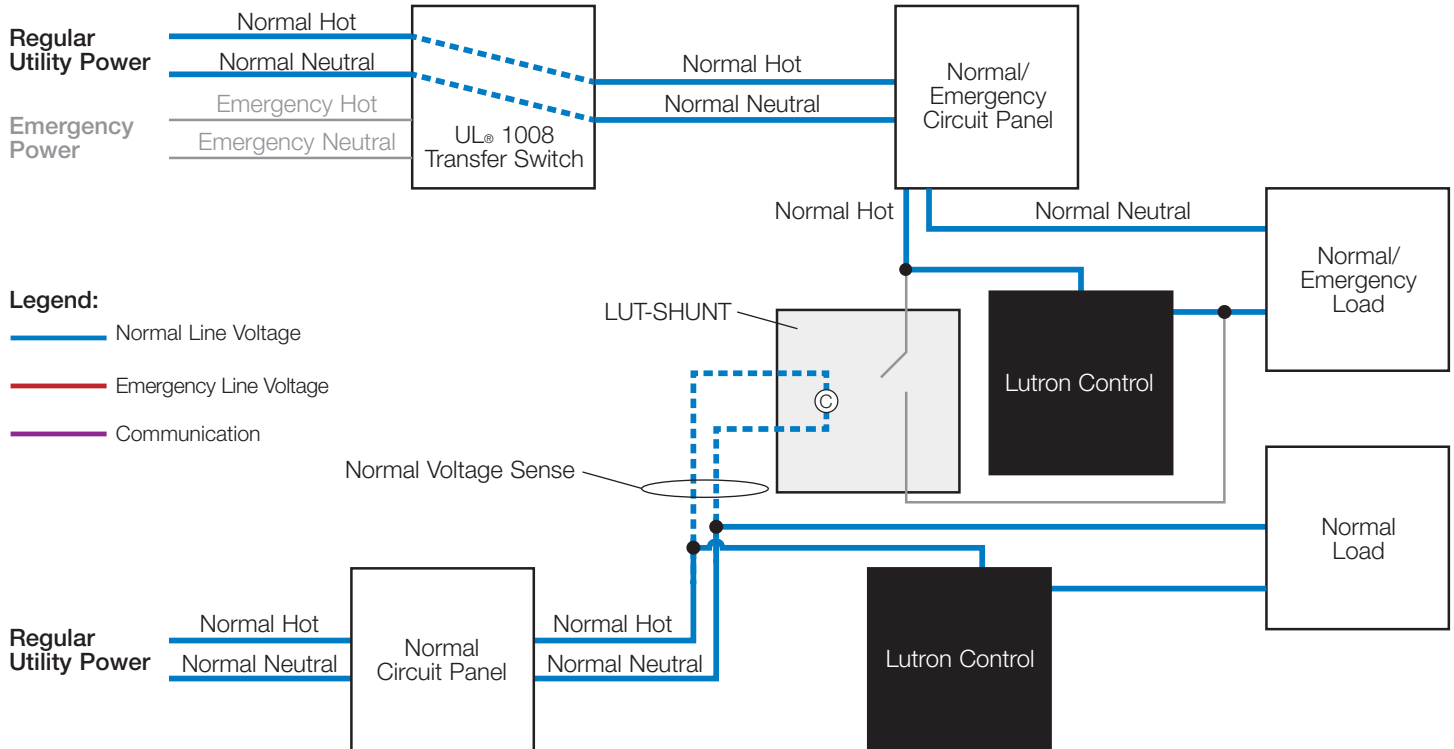 Regular
Utility Power
Normal Hot
Normal Neutral
Emergency
Power
Emergency Hot
Emergency Neutral
UL® 1008
Transfer Switch
Normal Hot
Normal Neutral
Normal/
Emergency
Circuit Panel
Normal Hot
Normal Neutral
Normal/
Emergency
Load
Legend:
Normal Line Voltage
Emergency Line Voltage
Communication
LUT-SHUNT
C
Lutron Control
Normal Voltage Sense
Normal
Load
Regular
Utility Power
Normal Hot
Normal Neutral
Normal
Circuit Panel
Normal Hot
Normal Neutral
Lutron Control